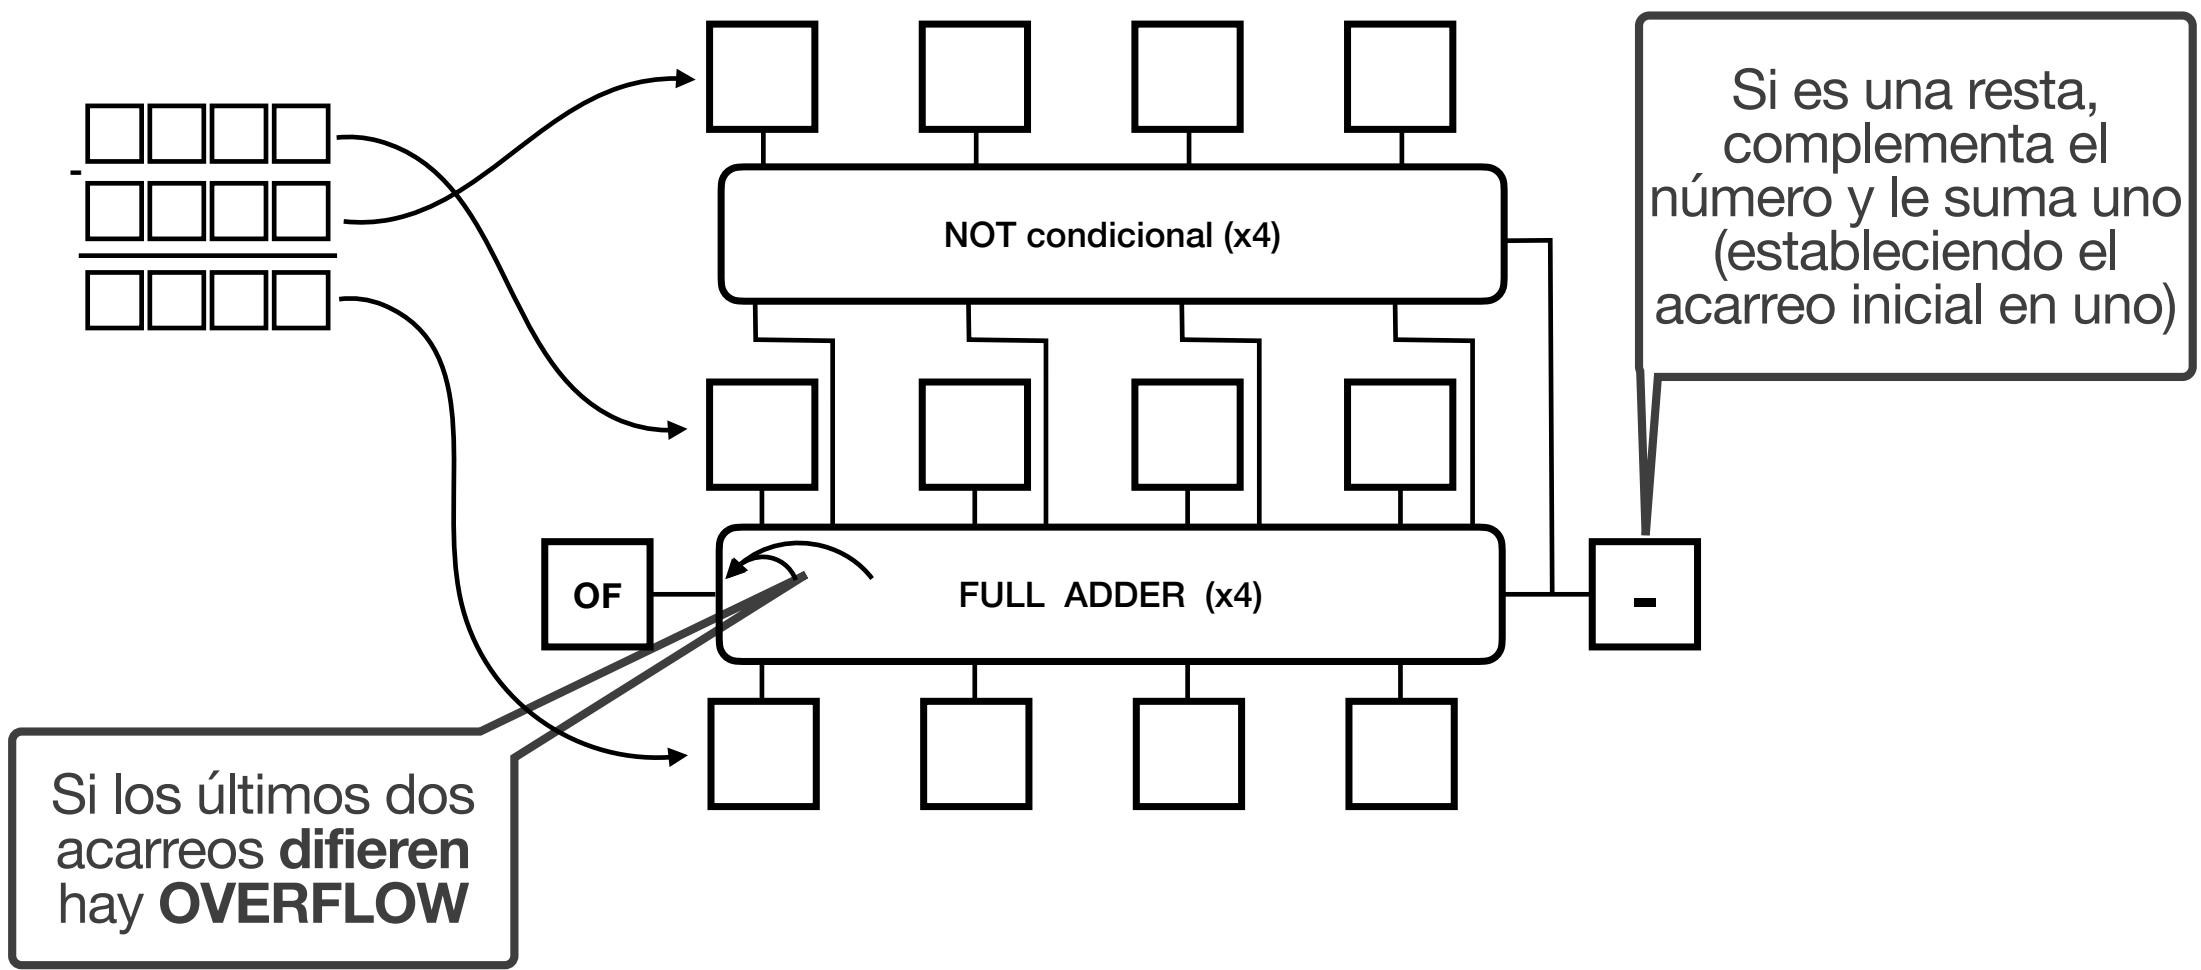 -
NOT condicional (x4)
Si es una resta,
complementa el
número y le suma uno
(estableciendo el
acarreo inicial en uno)
OF
FULL ADDER (x4)
-
Si los últimos dos
acarreos difieren
hay OVERFLOW